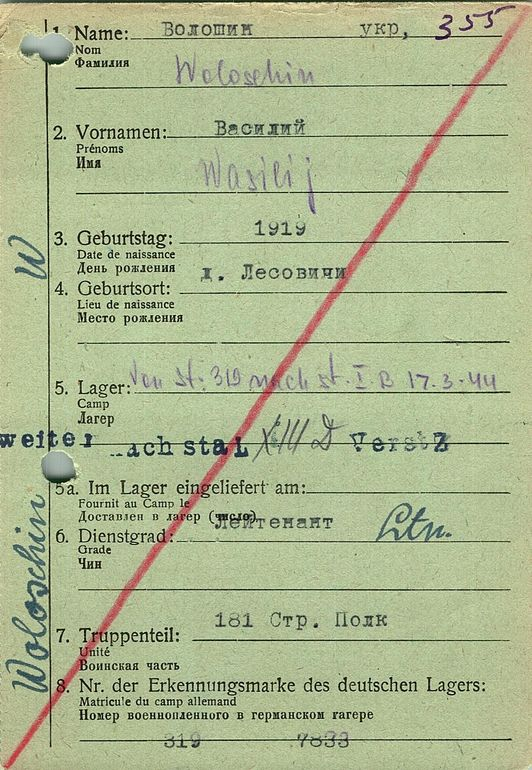 1. Name: Волошин укр, 355
Nom
Фамилия
Woloschin
2. Vornamen: Василий
Prénoms
Имя
Wasilij
W
3. Geburtstag: 1919
Date de naissance
День рождения
4. Geburtsort: д. Лесовичи
Lieu de naissance
Место рождения
5. Lager: Von St. 319 nach St. I B 17.3.44
Camp
Лагер
weiter nach stal XIII D
5a. Im Lager eingeliefert am:
Fournit au Camp le
Доставлен в лагер (число)
6. Dienstgrad: Лейтенант Ltn.
Grade
Чин
Woloschin
7. Truppenteil: 181 Стр. Полк
Unité
Воинская часть
8. Nr. der Erkennungsmarke des deutschen Lagers:
Matricule du camp allemand
Номер военнопленного в германском лагере
319 7833